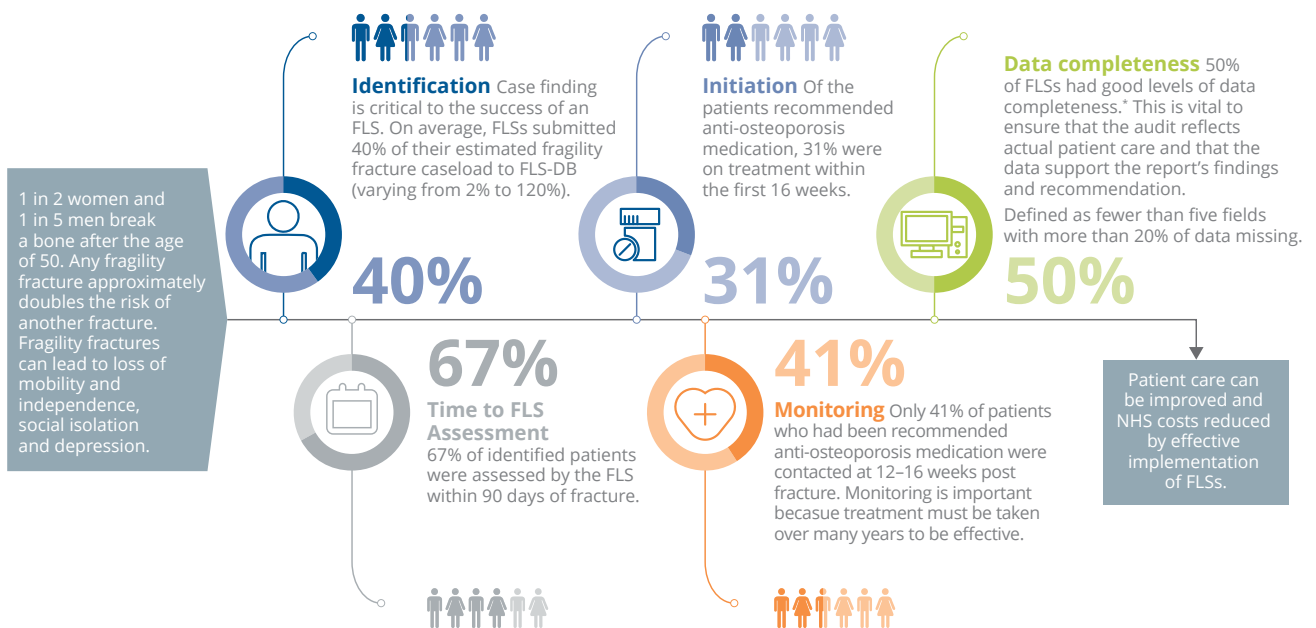 1 in 2 women and
1 in 5 men break
a bone after the age
of 50. Any fragility
fracture approximately
doubles the risk of
another fracture.
Fragility fractures
can lead to loss of
mobility and
independence,
social isolation
and depression.
Identification Case finding
is critical to the success of an
FLS. On average, FLSs submitted
40% of their estimated fragility
fracture caseload to FLS-DB
(varying from 2% to 120%).
40%
67%
Time to FLS
Assessment
67% of identified patients
were assessed by the FLS
within 90 days of fracture.
Initiation Of the
patients recommended
anti-osteoporosis
medication, 31% were
on treatment within
the first 16 weeks.
31%
41%
Monitoring Only 41% of patients
who had been recommended
anti-osteoporosis medication were
contacted at 12–16 weeks post
fracture. Monitoring is important
becasue treatment must be taken
over many years to be effective.
Data completeness 50%
of FLSs had good levels of data
completeness.* This is vital to
ensure that the audit reflects
actual patient care and that the
data support the report's findings
and recommendation.
Defined as fewer than five fields
with more than 20% of data missing.
50%
Patient care can
be improved and
NHS costs reduced
by effective
implementation
of FLSs.